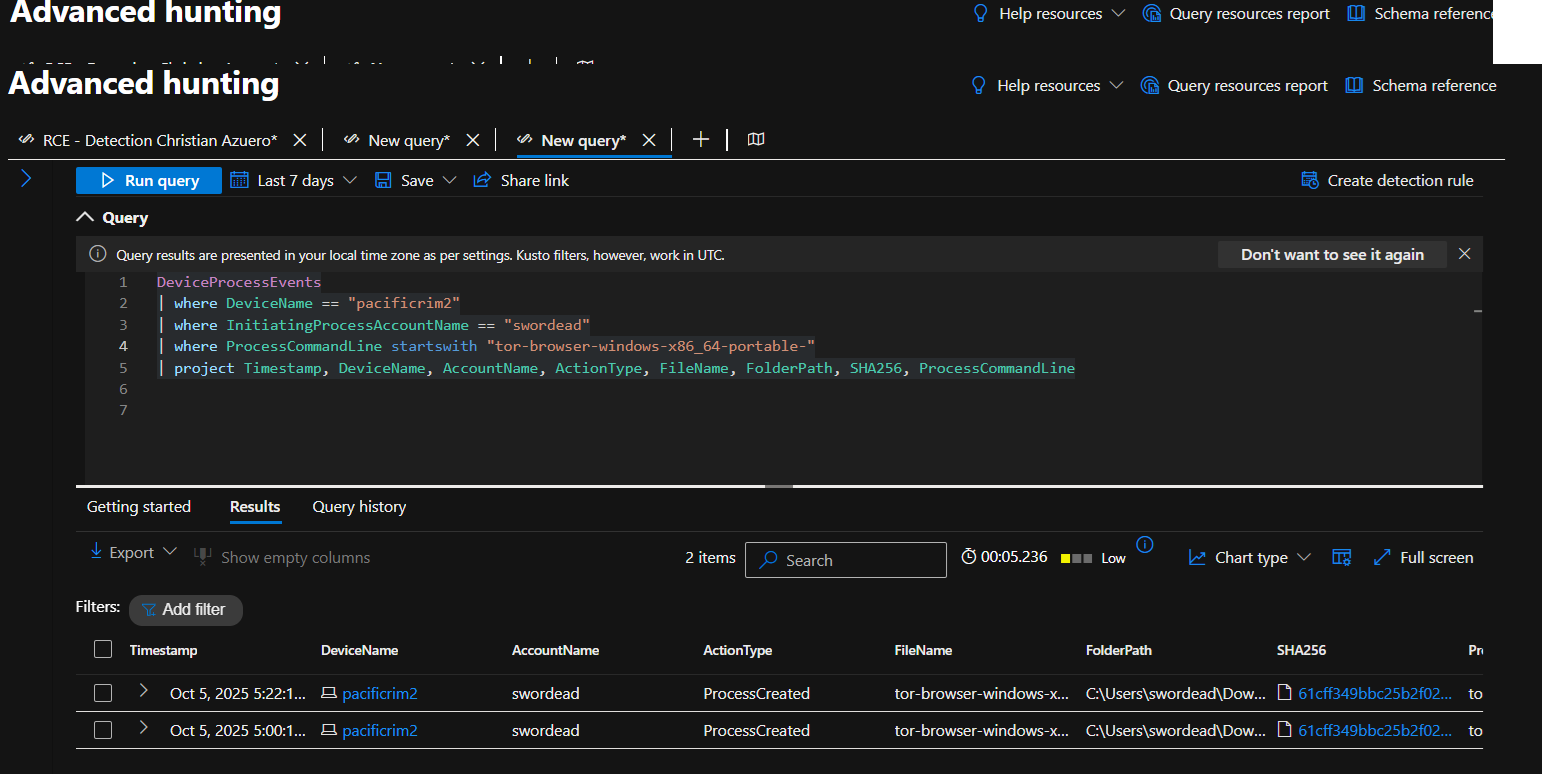 Advanced hunting
Help resources Query resources report Schema reference
Advanced hunting
Help resources Query resources report Schema reference
RCE - Detection Christian Azuero* New query* New query*
Run query Last 7 days Save Share link Create detection rule
Query
Query results are presented in your local time zone as per settings. Kusto filters, however, work in UTC. Don't want to see it again
1 DeviceProcessEvents
2 | where DeviceName == "pacificrim2"
3 | where InitiatingProcessAccountName == "swordead"
4 | where ProcessCommandLine startswith "tor-browser-windows-x86_64-portable-"
5 | project Timestamp, DeviceName, AccountName, ActionType, FileName, FolderPath, SHA256, ProcessCommandLine
6
7
Getting started Results Query history
Export Show empty columns 2 items Search 00:05.236 Low Chart type Full screen
Filters: Add filter
Timestamp DeviceName AccountName ActionType FileName FolderPath SHA256 Pr
Oct 5, 2025 5:22:1... pacificrim2 swordead ProcessCreated tor-browser-windows-x... C:\Users\swordead\Dow... 61cff349bbc25b2f02... to
Oct 5, 2025 5:00:1... pacificrim2 swordead ProcessCreated tor-browser-windows-x... C:\Users\swordead\Dow... 61cff349bbc25b2f02... to